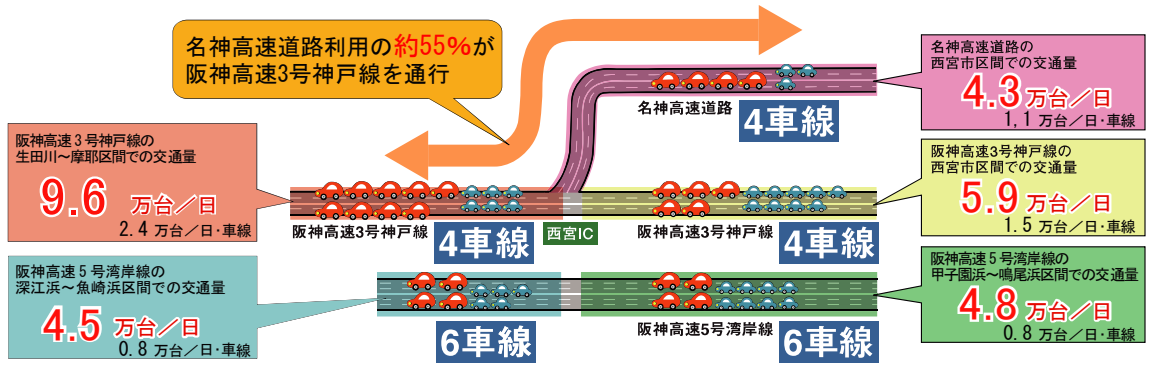 名神高速道路利用の約55%が
阪神高速3号神戸線を通行
名神高速道路の
西宮市区間での交通量
4.3 万台／日
1,1 万台／日・車線
名神高速道路
4車線
阪神高速３号神戸線の
生田川～摩耶区間での交通量
9.6 万台／日
2.4 万台／日・車線
阪神高速3号神戸線
4車線
西宮IC
阪神高速3号神戸線
4車線
阪神高速3号神戸線の
西宮市区間での交通量
5.9 万台／日
1.5 万台／日・車線
阪神高速５号湾岸線の
深江浜～魚崎浜区間での交通量
4.5 万台／日
0.8 万台／日・車線
6車線
阪神高速5号湾岸線
6車線
阪神高速５号湾岸線の
甲子園浜～鳴尾浜区間での交通量
4.8 万台／日
0.8 万台／日・車線